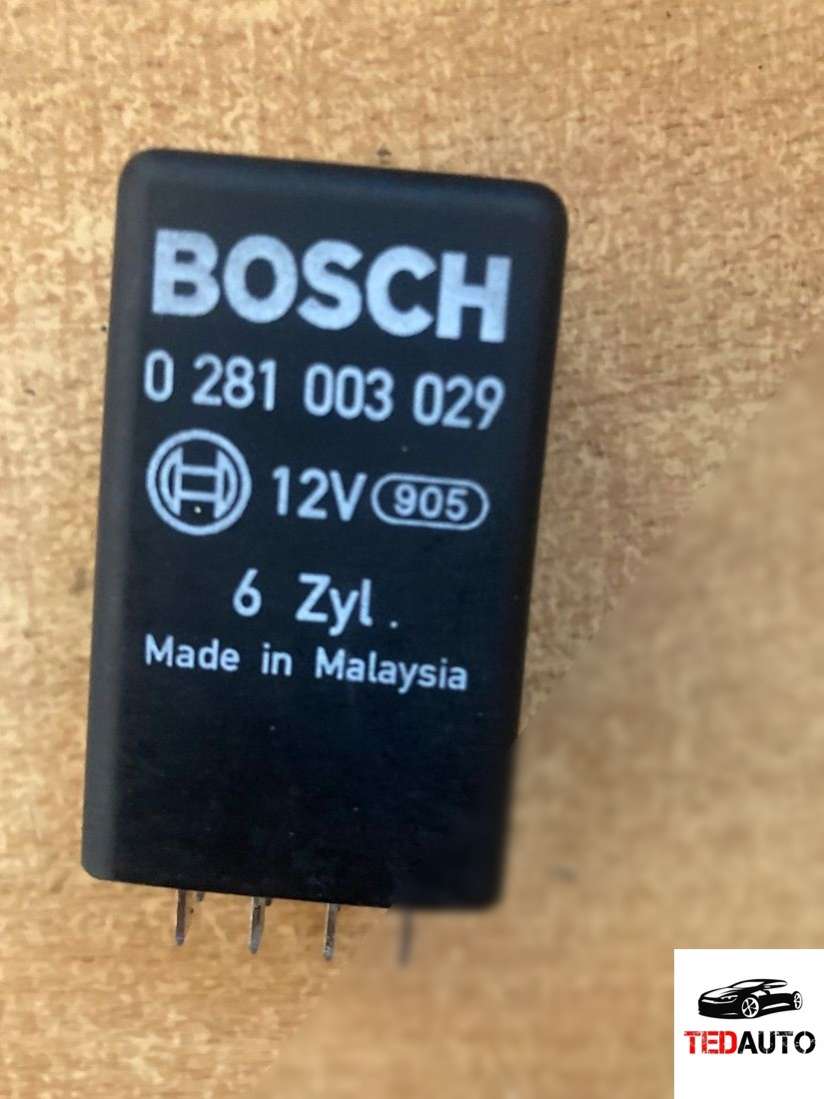 BOSCH
0 281 003 029
12V 905
6 Zyl.
Made in Malaysia
TEDAUTO